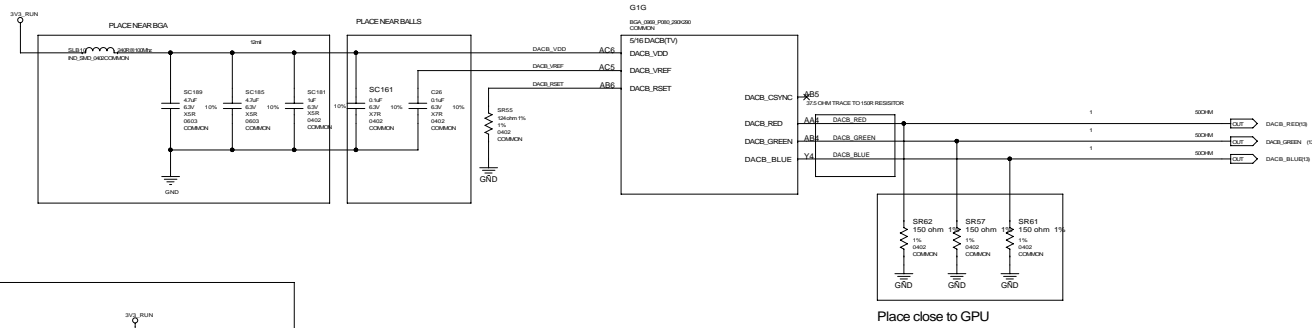 3V3_RUN
PLACE NEAR BGA
PLACE NEAR BALLS
G1G
BGA_0969_P080_290X290
COMMON
5/16 DACB(TV)
240R@100Mhz
IND_SMD_0402COMMON
12mil
DACB_VDD
AC6
DACB_VDD
DACB_VREF
AC5
DACB_VREF
DACB_RSET
AB6
DACB_RSET
SC189
4.7uF
6.3V
10%
X5R
0603
COMMON
SC185
4.7uF
6.3V
10%
X5R
0603
COMMON
SC181
1uF
6.3V
10%
X5R
0402
COMMON
SC161
0.1uF
6.3V
10%
X7R
0402
COMMON
C26
0.1uF
6.3V
10%
X7R
0402
COMMON
SR55
124ohm 1%
1%
0402
COMMON
GND
GND
DACB_CSYNC
AB5
37.5 OHM TRACE TO 150R RESISITOR
DACB_RED
AA4
DACB_RED
1
50OHM
OUT
DACB_RED(13)
DACB_GREEN
AB4
DACB_GREEN
1
50OHM
OUT
DACB_GREEN
DACB_BLUE
Y4
DACB_BLUE
1
50OHM
OUT
DACB_BLUE(13)
SR62
150 ohm 1%
1%
0402
COMMON
SR57
150 ohm 1%
1%
0402
COMMON
SR61
150 ohm 1%
1%
0402
COMMON
GND
GND
GND
Place close to GPU
3V3_RUN